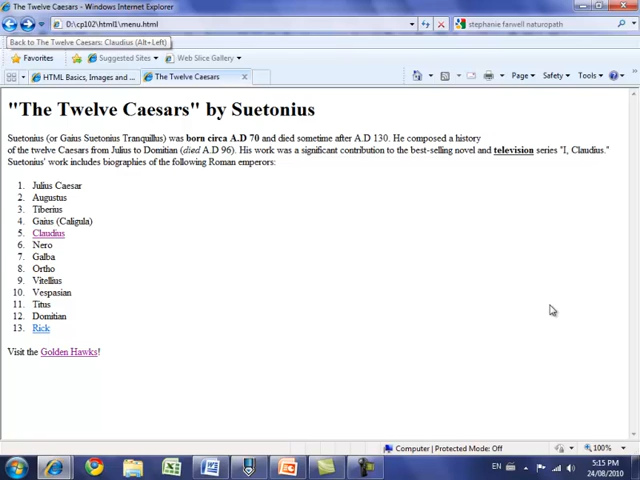 The Twelve Caesars - Windows Internet Explorer
D:\cp102\html1\menu.html
stephanie farwell naturopath
Back to The Twelve Caesars: Claudius (Alt+Left)
Favorites
Suggested Sites
Web Slice Gallery
HTML Basics, Images and ...
The Twelve Caesars
Page
Safety
Tools
"The Twelve Caesars" by Suetonius
Suetonius (or Gaius Suetonius Tranquillus) was born circa A.D 70 and died sometime after A.D 130. He composed a history
of the twelve Caesars from Julius to Domitian (died A.D 96). His work was a significant contribution to the best-selling novel and television series "I, Claudius."
Suetonius' work includes biographies of the following Roman emperors:
1. Julius Caesar
2. Augustus
3. Tiberius
4. Gaius (Caligula)
5. Claudius
6. Nero
7. Galba
8. Ortho
9. Vitellius
10. Vespasian
11. Titus
12. Domitian
13. Rick
Visit the Golden Hawks!
Computer | Protected Mode: Off
100%
EN
5:15 PM
24/08/2010